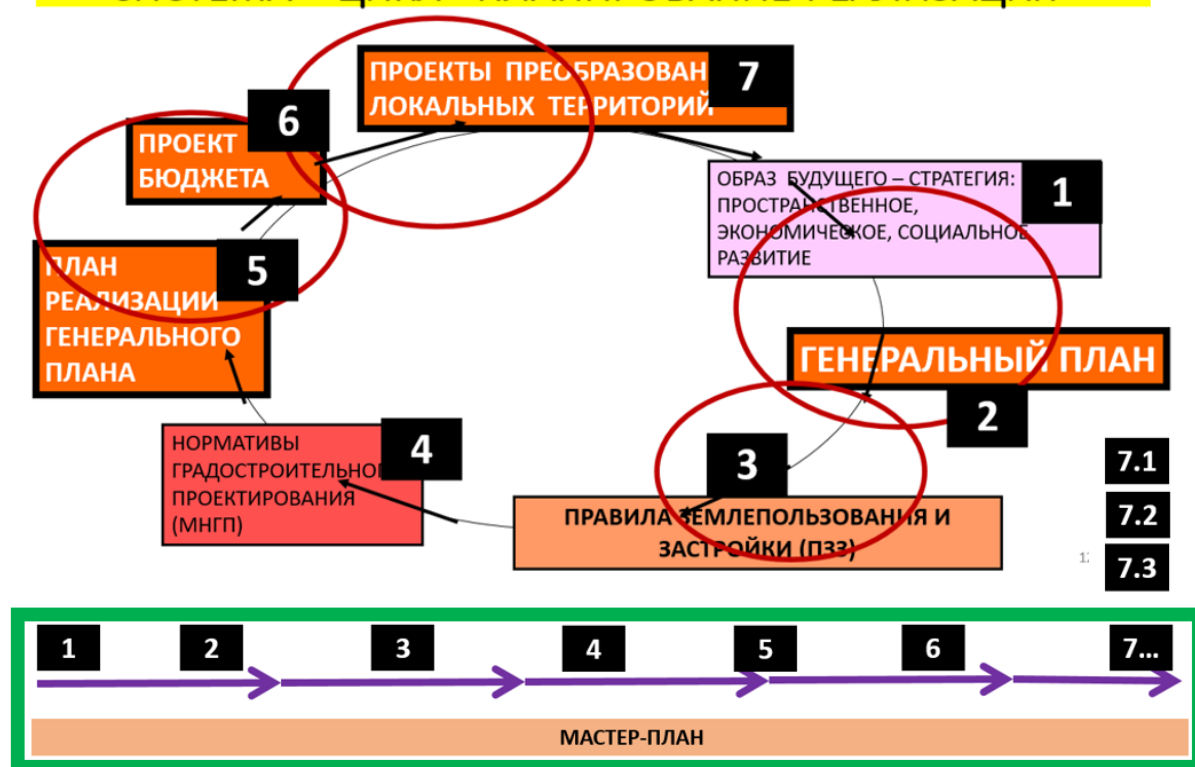 7
ПРОЕКТЫ ПРЕОБРАЗОВАН
ЛОКАЛЬНЫХ ТЕРРИТОРИЙ
6
ПРОЕКТ
БЮДЖЕТА
1
ОБРАЗ БУДУЩЕГО – СТРАТЕГИЯ:
ПРОСТРАНСТВЕННОЕ,
ЭКОНОМИЧЕСКОЕ, СОЦИАЛЬНОЕ
РАЗВИТИЕ
5
ПЛАН
РЕАЛИЗАЦИИ
ГЕНЕРАЛЬНОГО
ПЛАНА
ГЕНЕРАЛЬНЫЙ ПЛАН
2
4
НОРМАТИВЫ
ГРАДОСТРОИТЕЛЬНО
ПРОЕКТИРОВАНИЯ
(МНГП)
3
ПРАВИЛА ЗЕМЛЕПОЛЬЗОВАНИЯ И
ЗАСТРОЙКИ (ПЗЗ)
7.1
7.2
7.3
1 2 3 4 5 6 7...
МАСТЕР-ПЛАН